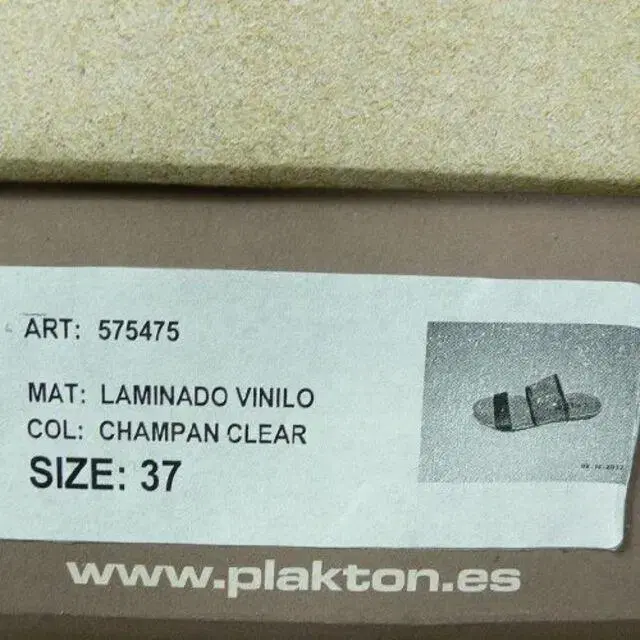 ART: 575475
MAT: LAMINADO VINILO
COL: CHAMPAN CLEAR
SIZE: 37
www.plakton.es